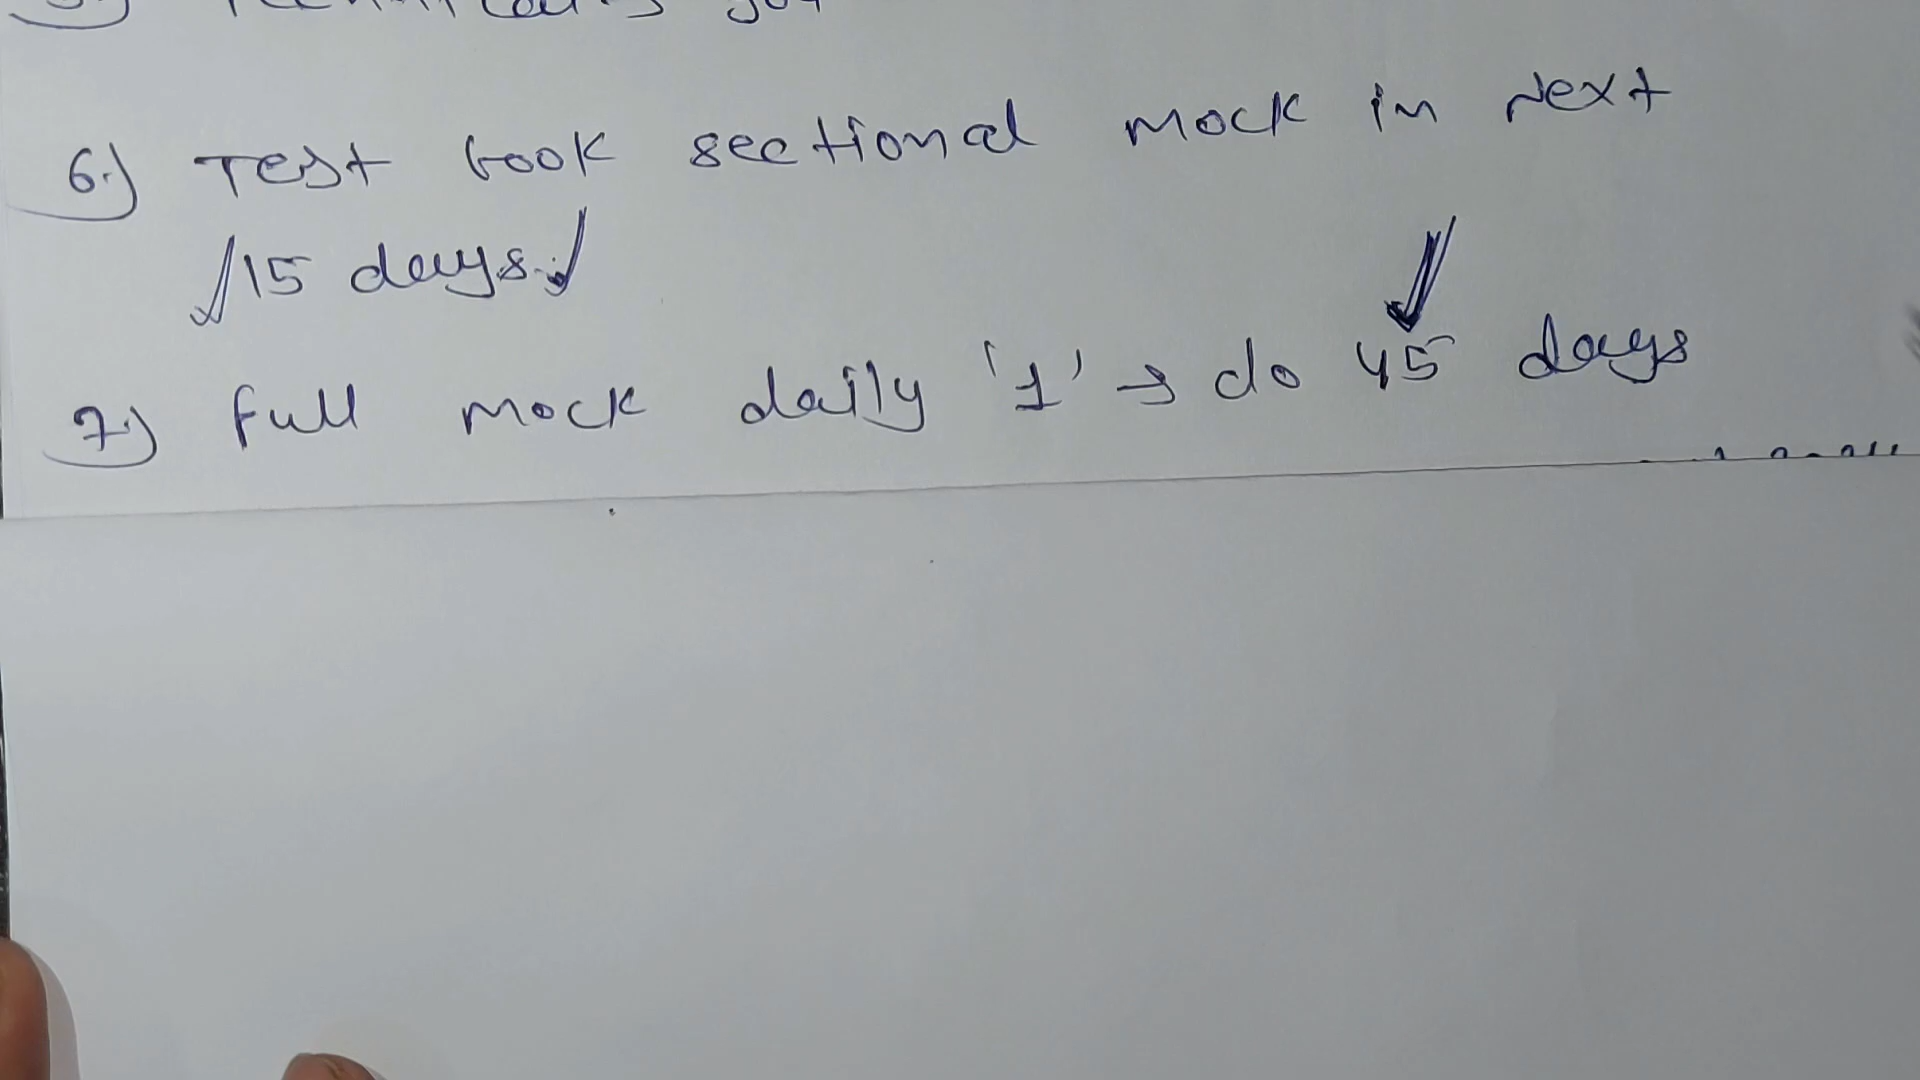 6.) Test book sectional mock in Next
15 days.
7.) full mock daily '1' → do 45 days